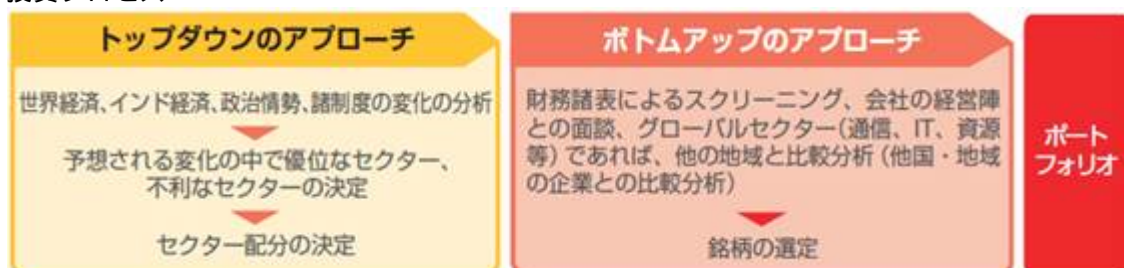 トップダウンのアプローチ
世界経済、インド経済、政治情勢、諸制度の変化の分析
予想される変化の中で優位なセクター、
不利なセクターの決定
セクター配分の決定
ボトムアップのアプローチ
財務諸表によるスクリーニング、会社の経営陣
との面談、グローバルセクター(通信、IT、資源
等)であれば、他の地域と比較分析(他国・地域
の企業との比較分析)
銘柄の選定
ポート
フォリオ